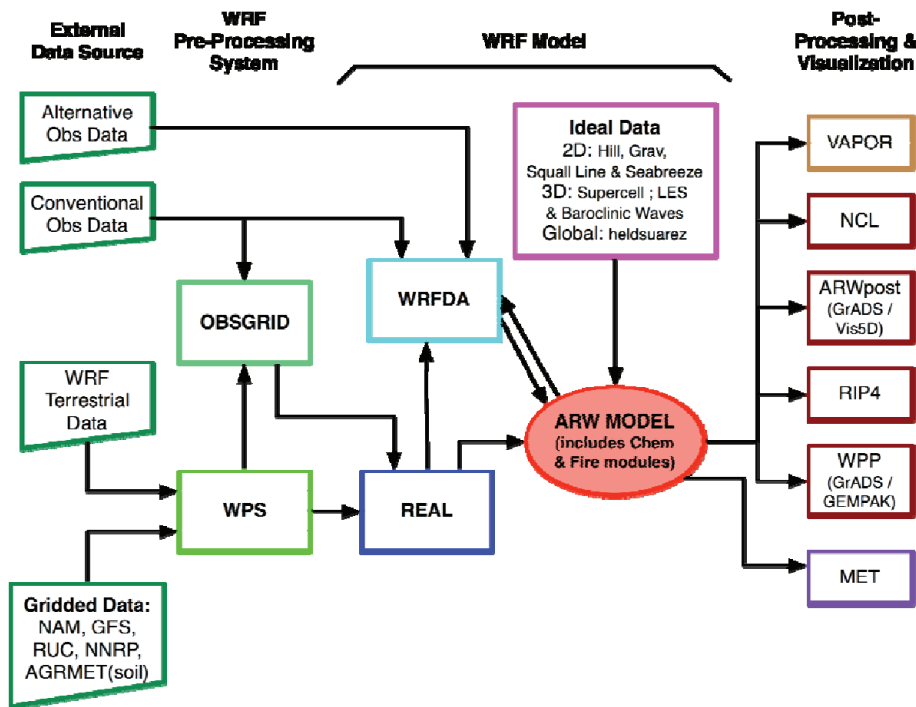 External
Data Source
WRF
Pre-Processing
System
WRF Model
Post-
Processing &
Visualization
Alternative
Obs Data
Conventional
Obs Data
WRF
Terrestrial
Data
Gridded Data:
NAM, GFS,
RUC, NNRP,
AGRMET(soil)
OBSGRID
WPS
WRFDA
REAL
Ideal Data
2D: Hill, Grav,
Squall Line & Seabreeze
3D: Supercell ; LES
& Baroclinic Waves
Global: heldsuarez
ARW MODEL
(includes Chem
& Fire modules)
VAPOR
NCL
ARWpost
(GrADS /
Vis5D)
RIP4
WPP
(GrADS /
GEMPAK)
MET